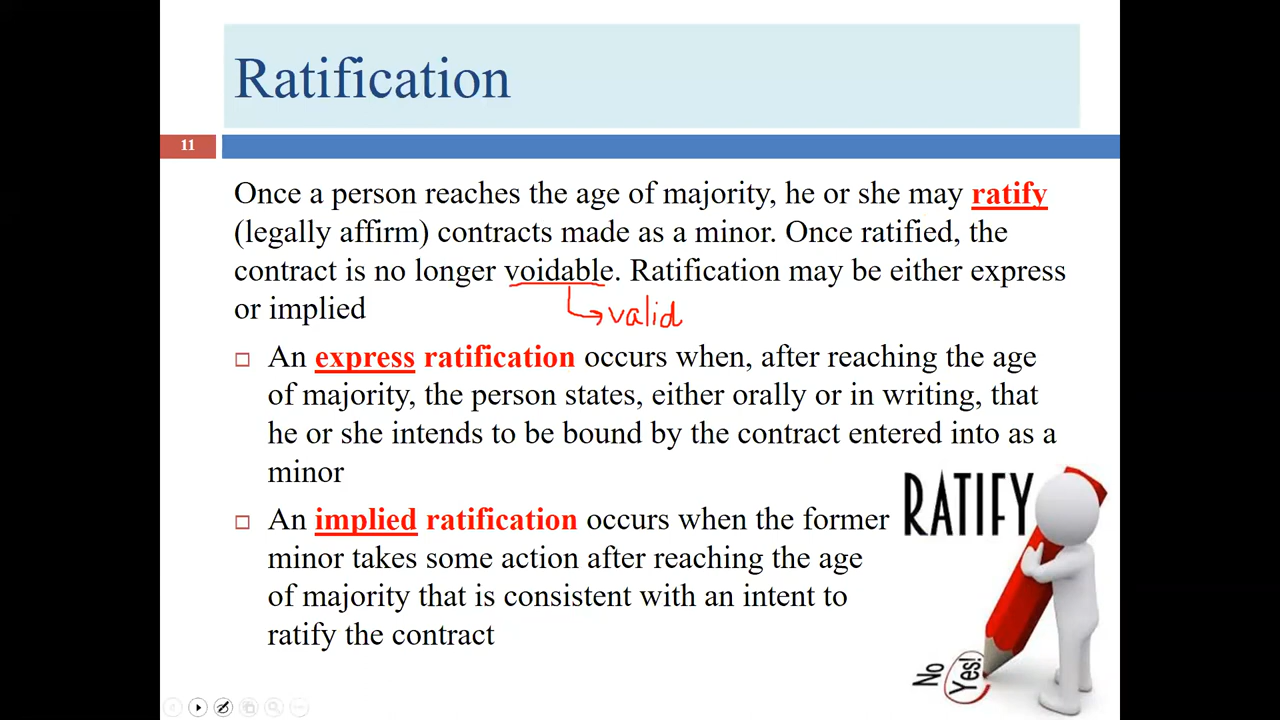 Ratification
11
Once a person reaches the age of majority, he or she may ratify
(legally affirm) contracts made as a minor. Once ratified, the
contract is no longer voidable. Ratification may be either express
or implied
valid
An express ratification occurs when, after reaching the age
of majority, the person states, either orally or in writing, that
he or she intends to be bound by the contract entered into as a
minor
An implied ratification occurs when the former
minor takes some action after reaching the age
of majority that is consistent with an intent to
ratify the contract
RATIFY
No
Yes!